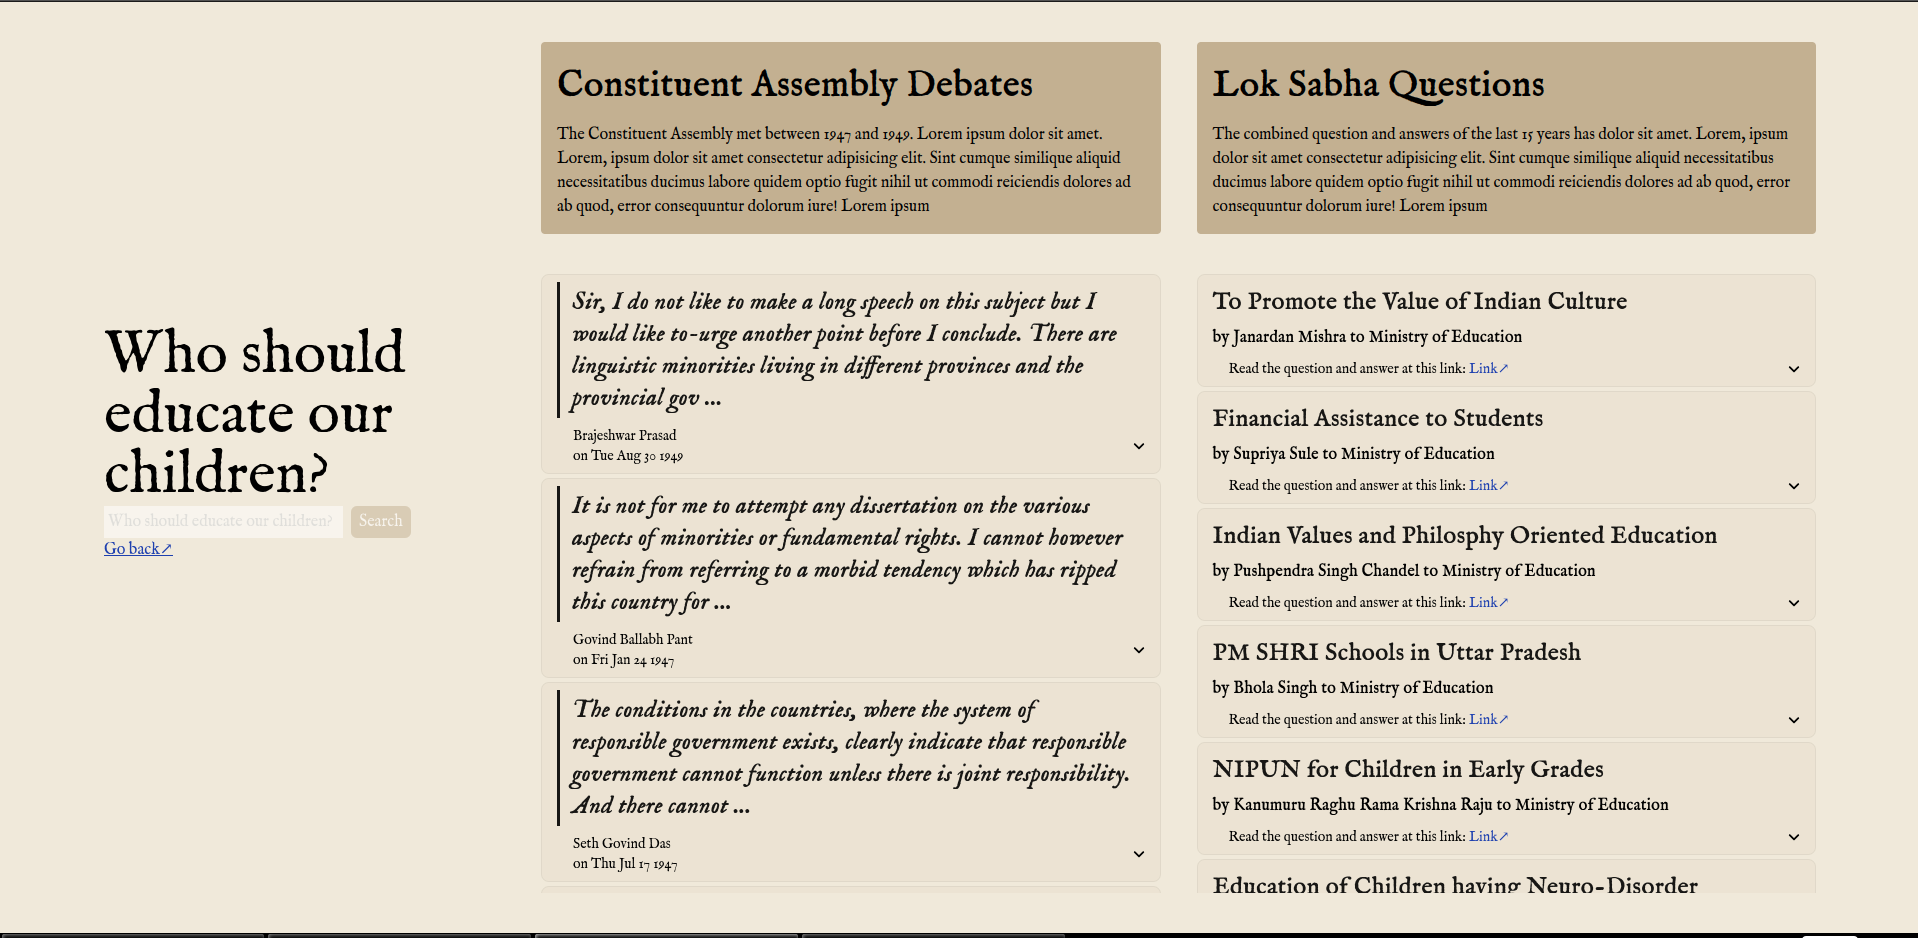 Who should
educate our
children?
Who should educate our children?
Search
Go back↗
Constituent Assembly Debates
The Constituent Assembly met between 1947 and 1949. Lorem ipsum dolor sit amet.
Lorem, ipsum dolor sit amet consectetur adipisicing elit. Sint cumque similique aliquid
necessitatibus ducimus labore quidem optio fugit nihil ut commodi reiciendis dolores ad
ab quod, error consequuntur dolorum iure! Lorem ipsum
Sir, I do not like to make a long speech on this subject but I
would like to-urge another point before I conclude. There are
linguistic minorities living in different provinces and the
provincial gov ...
Brajeshwar Prasad
on Tue Aug 30 1949
It is not for me to attempt any dissertation on the various
aspects of minorities or fundamental rights. I cannot however
refrain from referring to a morbid tendency which has ripped
this country for ...
Govind Ballabh Pant
on Fri Jan 24 1947
The conditions in the countries, where the system of
responsible government exists, clearly indicate that responsible
government cannot function unless there is joint responsibility.
And there cannot ...
Seth Govind Das
on Thu Jul 17 1947
Lok Sabha Questions
The combined question and answers of the last 15 years has dolor sit amet. Lorem, ipsum
dolor sit amet consectetur adipisicing elit. Sint cumque similique aliquid necessitatibus
ducimus labore quidem optio fugit nihil ut commodi reiciendis dolores ad ab quod, error
consequuntur dolorum iure! Lorem ipsum
To Promote the Value of Indian Culture
by Janardan Mishra to Ministry of Education
Read the question and answer at this link: Link↗
Financial Assistance to Students
by Supriya Sule to Ministry of Education
Read the question and answer at this link: Link↗
Indian Values and Philosphy Oriented Education
by Pushpendra Singh Chandel to Ministry of Education
Read the question and answer at this link: Link↗
PM SHRI Schools in Uttar Pradesh
by Bhola Singh to Ministry of Education
Read the question and answer at this link: Link↗
NIPUN for Children in Early Grades
by Kanumuru Raghu Rama Krishna Raju to Ministry of Education
Read the question and answer at this link: Link↗
Education of Children having Neuro-Disorder